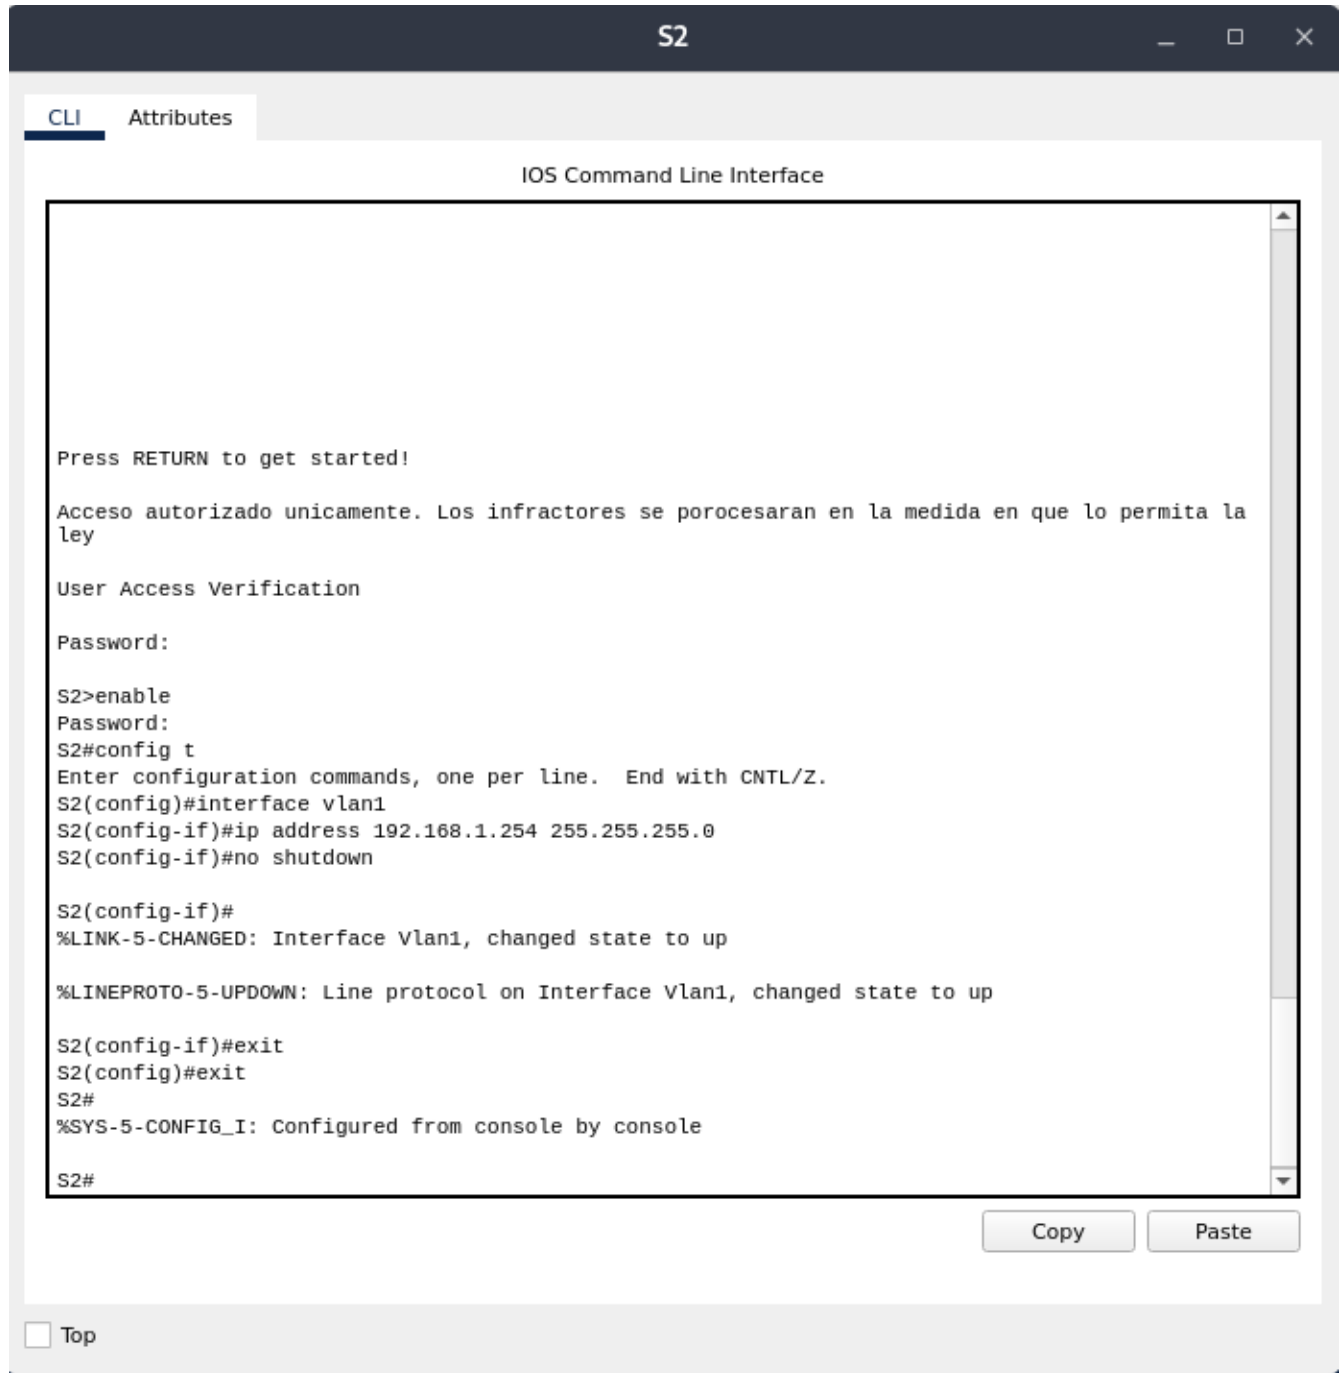 S2
CLI Attributes
IOS Command Line Interface
Press RETURN to get started!
Acceso autorizado unicamente. Los infractores se porocesaran en la medida en que lo permita la
ley
User Access Verification
Password:
S2>enable
Password:
S2#config t
Enter configuration commands, one per line.  End with CNTL/Z.
S2(config)#interface vlan1
S2(config-if)#ip address 192.168.1.254 255.255.255.0
S2(config-if)#no shutdown
S2(config-if)#
%LINK-5-CHANGED: Interface Vlan1, changed state to up
%LINEPROTO-5-UPDOWN: Line protocol on Interface Vlan1, changed state to up
S2(config-if)#exit
S2(config)#exit
S2#
%SYS-5-CONFIG_I: Configured from console by console
S2#
Copy Paste
Top